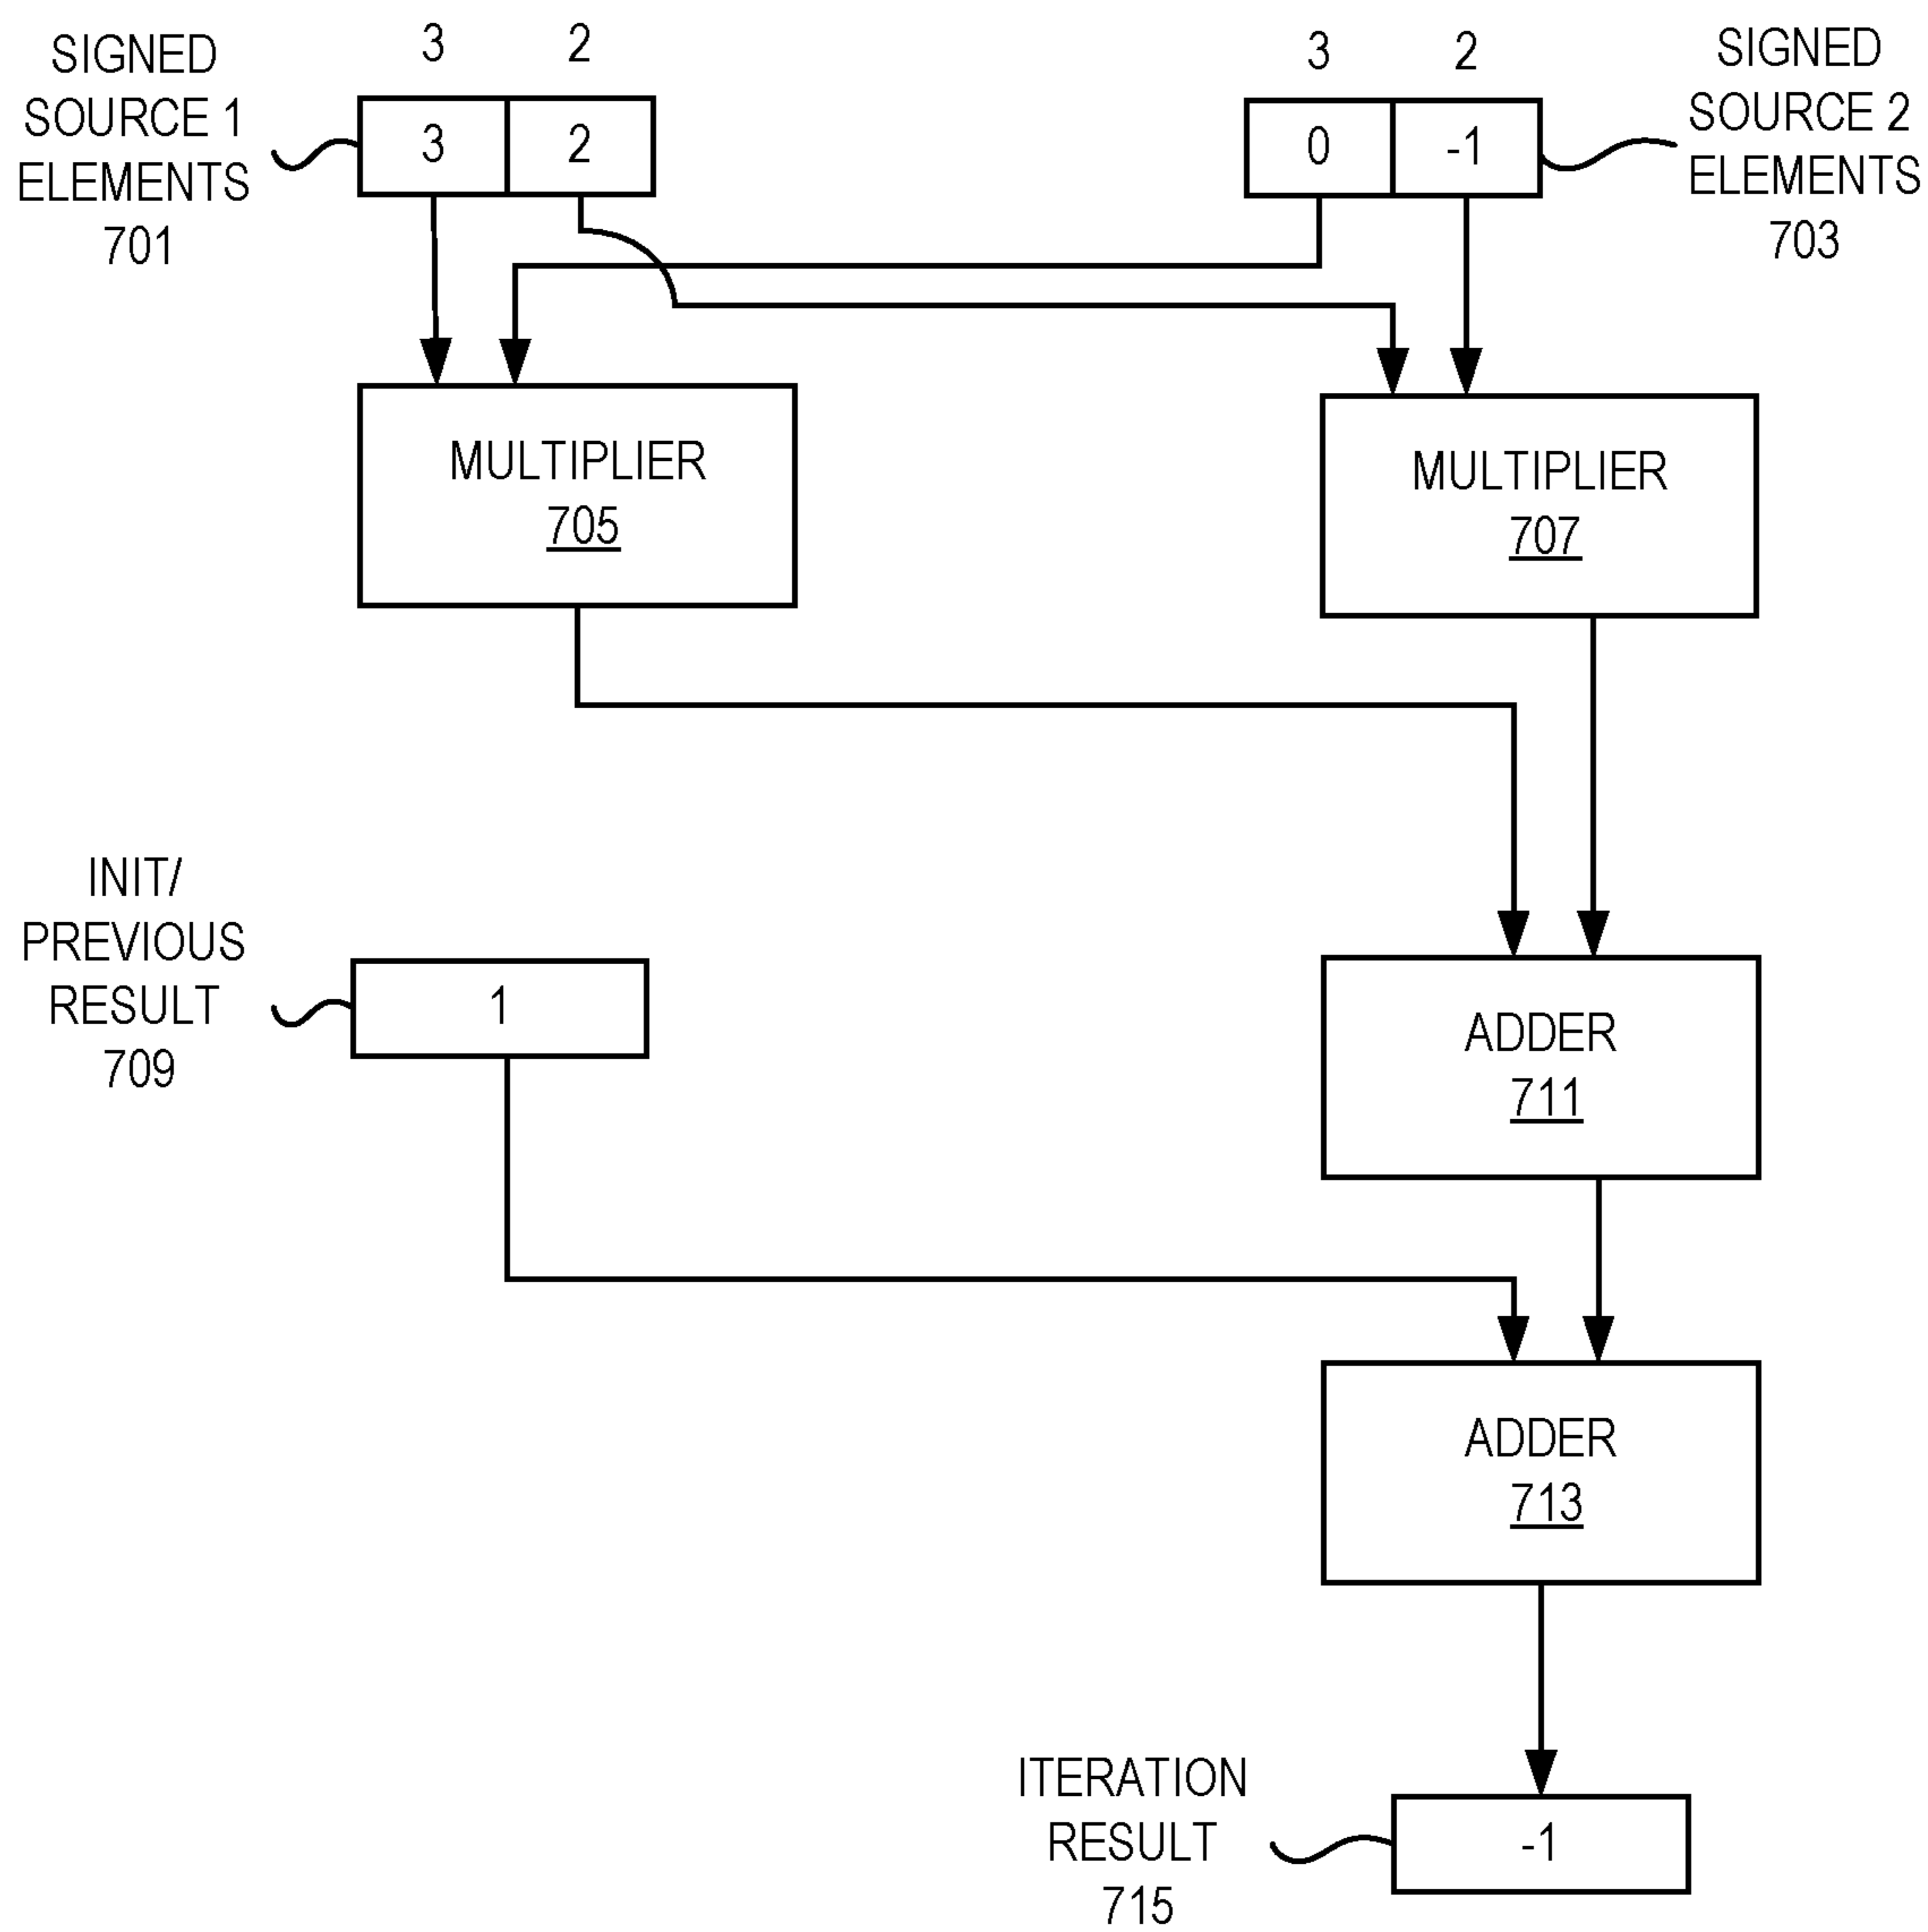 SIGNED
SOURCE 1
ELEMENTS
701
3 2
3 2
3 2
0 -1
SIGNED
SOURCE 2
ELEMENTS
703
MULTIPLIER
705
MULTIPLIER
707
INIT/
PREVIOUS
RESULT
709
1
ADDER
711
ADDER
713
ITERATION
RESULT
715
-1